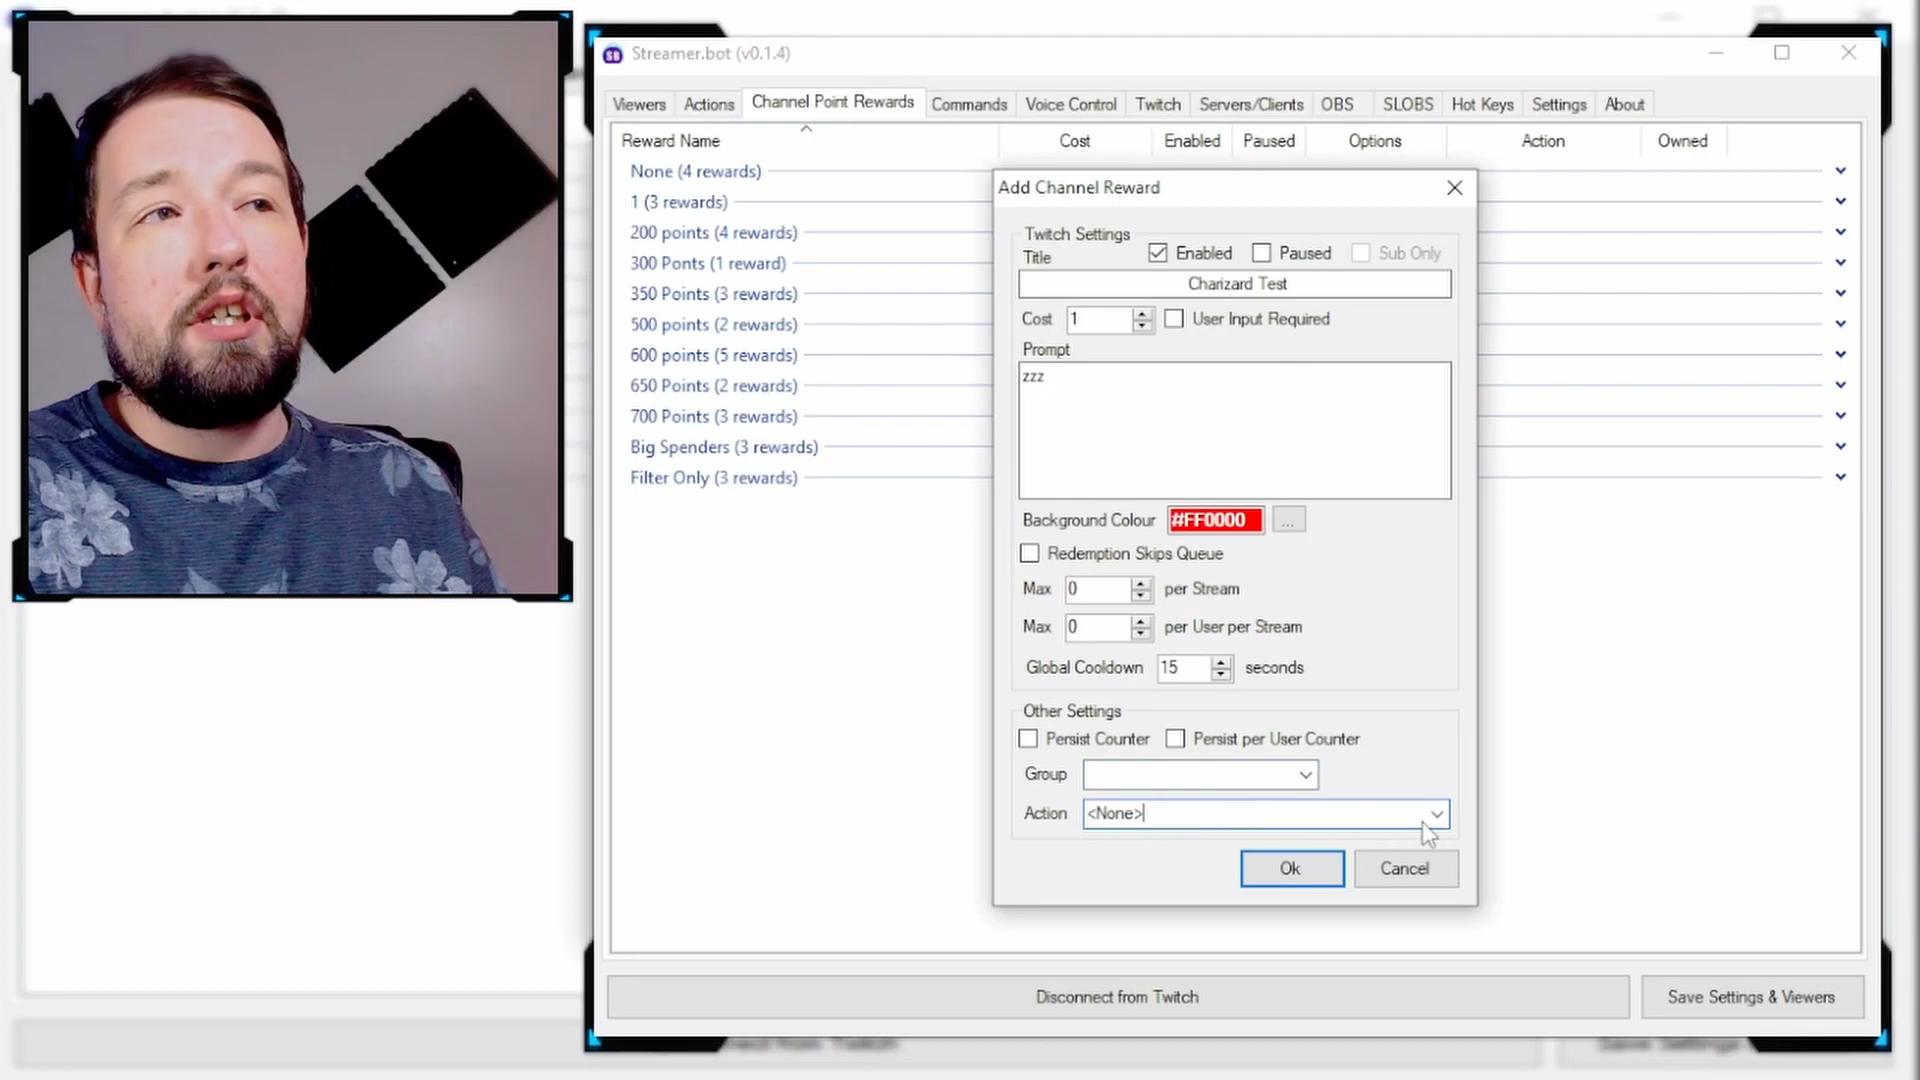 Streamer.bot (v0.1.4)
Viewers Actions Channel Point Rewards Commands Voice Control Twitch Servers/Clients OBS SLOBS Hot Keys Settings About
Reward Name Cost Enabled Paused Options Action Owned
None (4 rewards)
1 (3 rewards)
200 points (4 rewards)
300 Ponts (1 reward)
350 Points (3 rewards)
500 points (2 rewards)
600 points (5 rewards)
650 Points (2 rewards)
700 Points (3 rewards)
Big Spenders (3 rewards)
Filter Only (3 rewards)
Add Channel Reward
Twitch Settings
Title Enabled Paused Sub Only
Charizard Test
Cost 1 User Input Required
Prompt
zzz
Background Colour #FF0000 ...
Redemption Skips Queue
Max 0 per Stream
Max 0 per User per Stream
Global Cooldown 15 seconds
Other Settings
Persist Counter Persist per User Counter
Group
Action <None>
Ok Cancel
Disconnect from Twitch Save Settings & Viewers